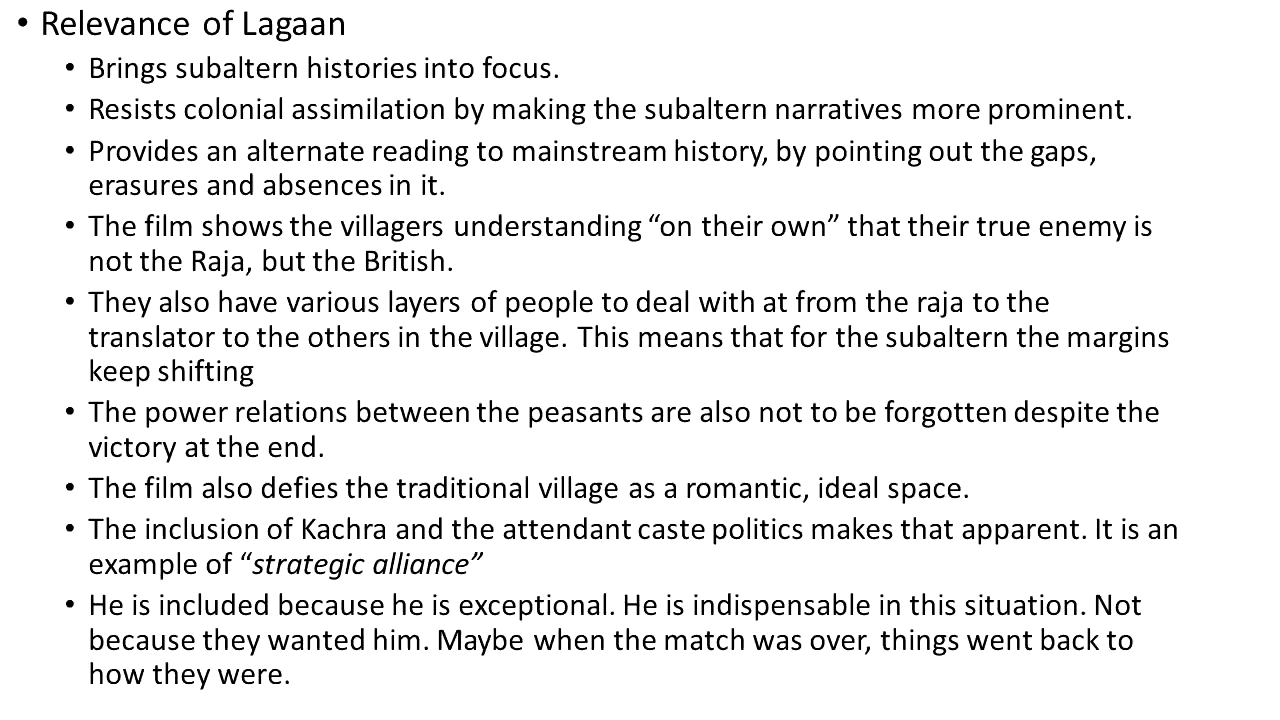 • Relevance of Lagaan
• Brings subaltern histories into focus.
• Resists colonial assimilation by making the subaltern narratives more prominent.
• Provides an alternate reading to mainstream history, by pointing out the gaps,
erasures and absences in it.
• The film shows the villagers understanding “on their own” that their true enemy is
not the Raja, but the British.
• They also have various layers of people to deal with at from the raja to the
translator to the others in the village. This means that for the subaltern the margins
keep shifting
• The power relations between the peasants are also not to be forgotten despite the
victory at the end.
• The film also defies the traditional village as a romantic, ideal space.
• The inclusion of Kachra and the attendant caste politics makes that apparent. It is an
example of “strategic alliance”
• He is included because he is exceptional. He is indispensable in this situation. Not
because they wanted him. Maybe when the match was over, things went back to
how they were.